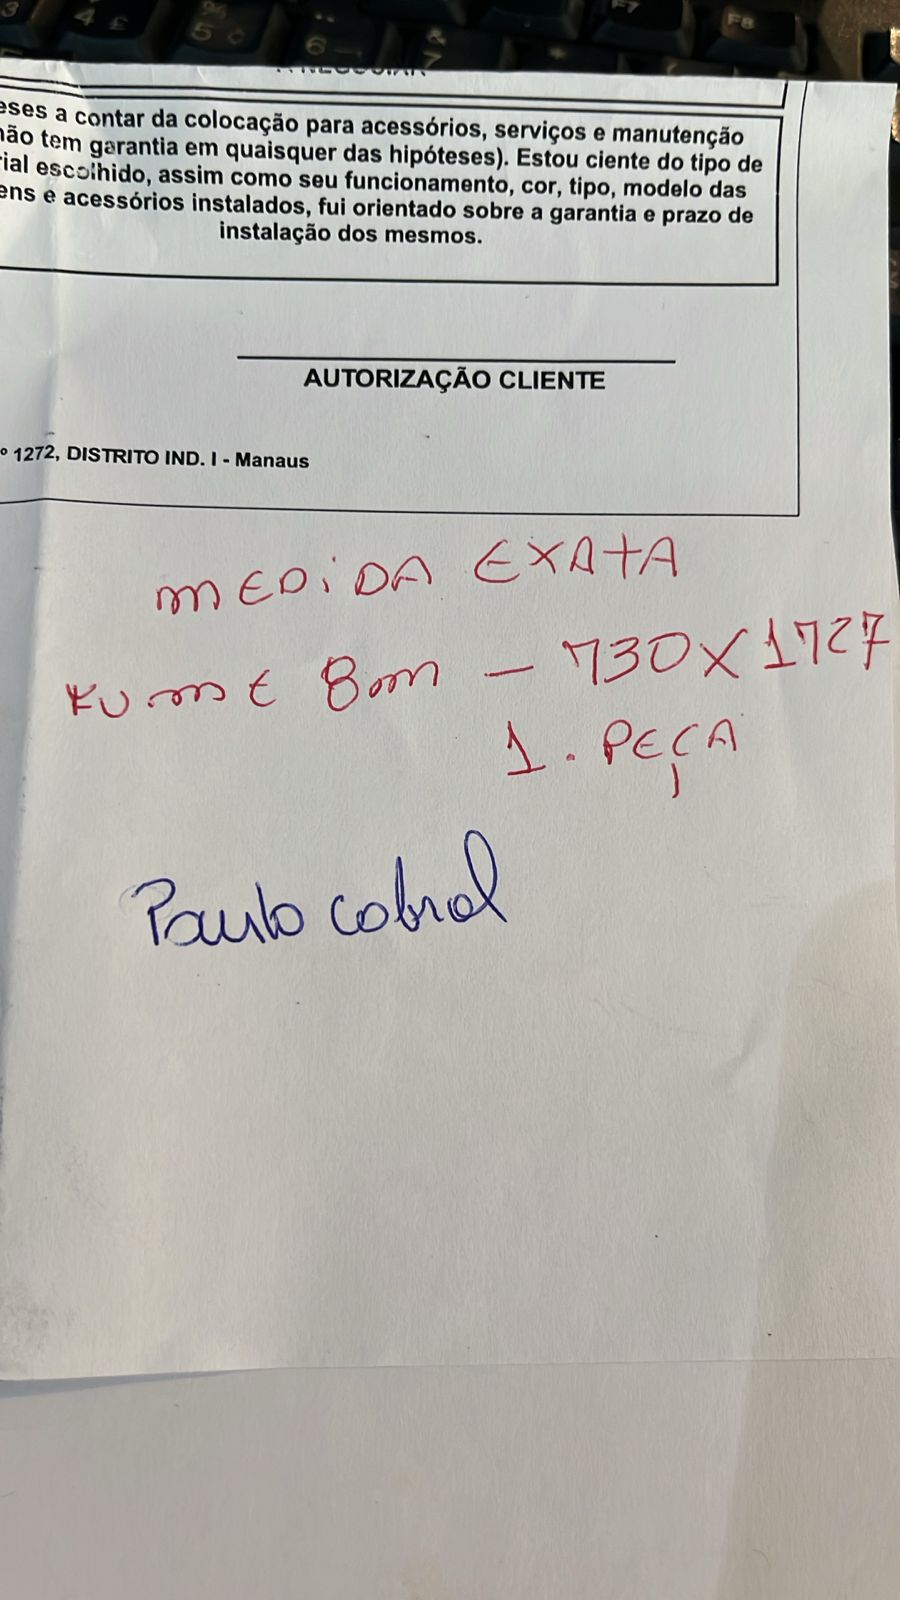 A NEGOCIAR
eses a contar da colocação para acessórios, serviços e manutenção
não tem garantia em quaisquer das hipóteses). Estou ciente do tipo de
rial escolhido, assim como seu funcionamento, cor, tipo, modelo das
ens e acessórios instalados, fui orientado sobre a garantia e prazo de
instalação dos mesmos.
AUTORIZAÇÃO CLIENTE
º 1272, DISTRITO IND. I - Manaus
MEDIDA EXATA
FUME 8mm - 730X1727
1. PEÇA
Paulo cabral